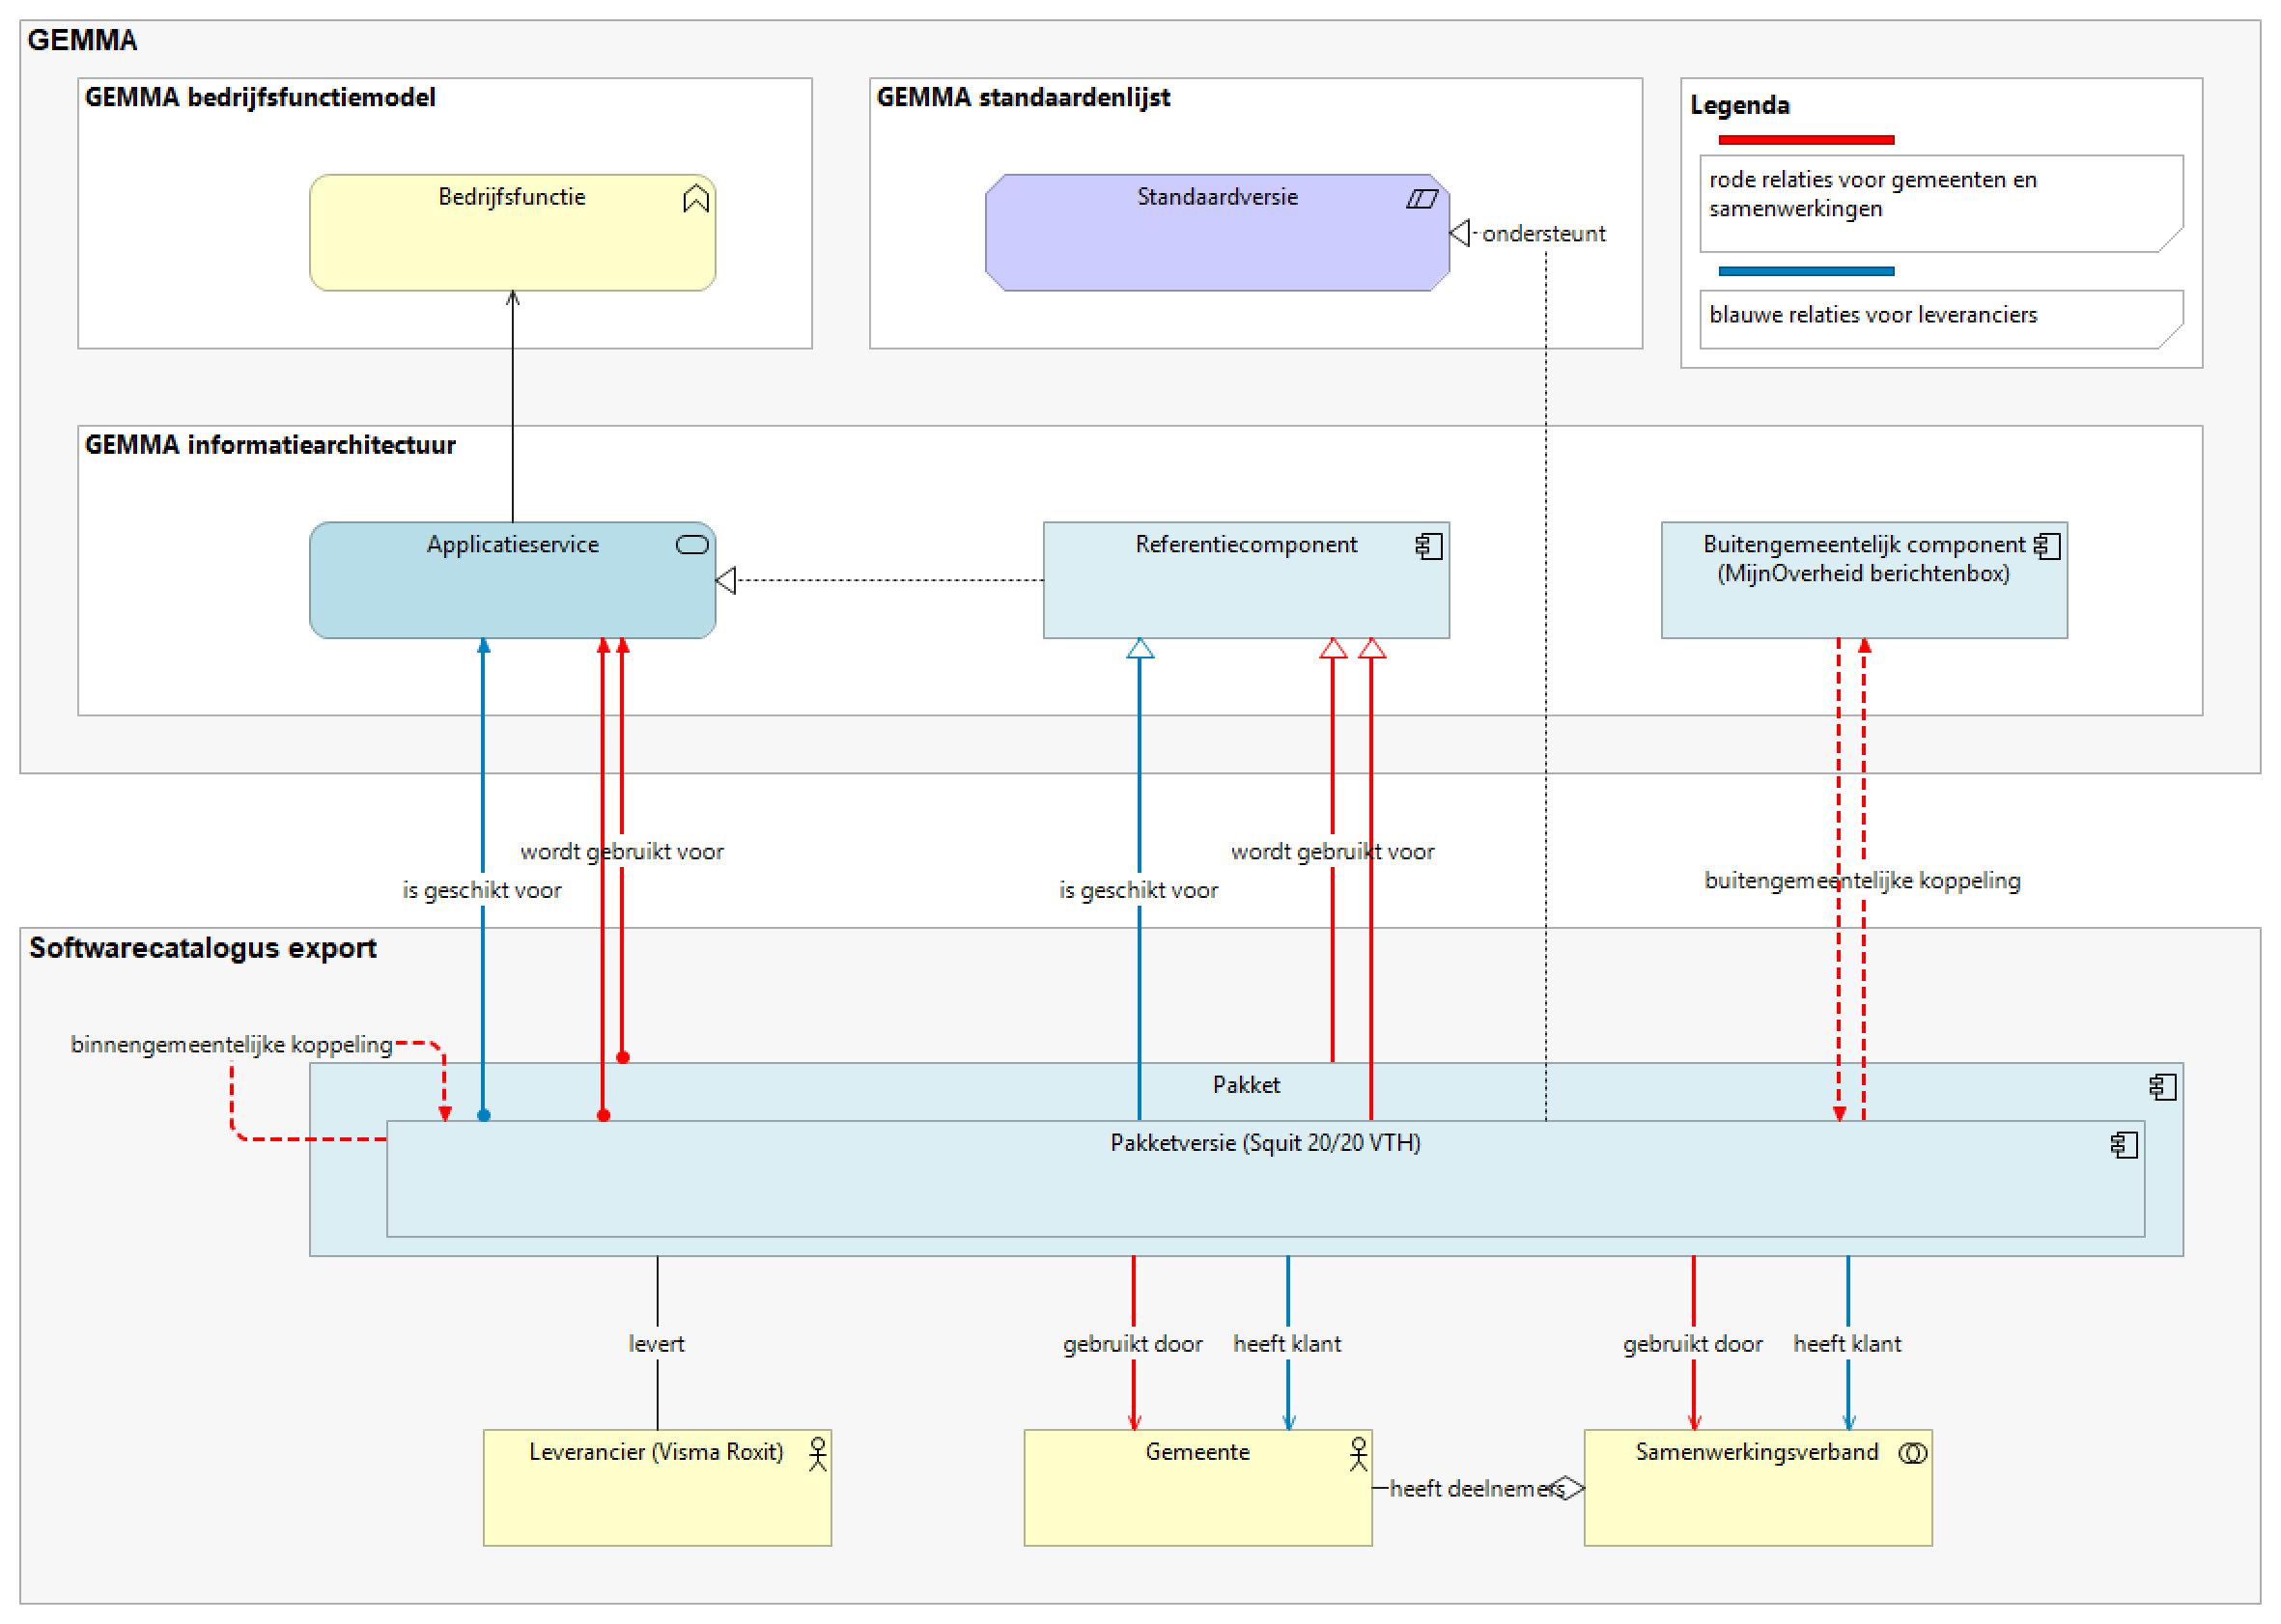 GEMMA
GEMMA bedrijfsfunctiemodel
Bedrijfsfunctie
GEMMA standaardenlijst
Standaardversie
ondersteunt
Legenda
rode relaties voor gemeenten en
samenwerkingen
blauwe relaties voor leveranciers
GEMMA informatiearchitectuur
Applicatieservice
Referentiecomponent
Buitengemeentelijk component
(MijnOverheid berichtenbox)
wordt gebruikt voor
is geschikt voor
wordt gebruikt voor
is geschikt voor
buitengemeentelijke koppeling
Softwarecatalogus export
binnengemeentelijke koppeling
Pakket
Pakketversie (Squit 20/20 VTH)
levert
gebruikt door
heeft klant
gebruikt door
heeft klant
Leverancier (Visma Roxit)
Gemeente
heeft deelnemers
Samenwerkingsverband